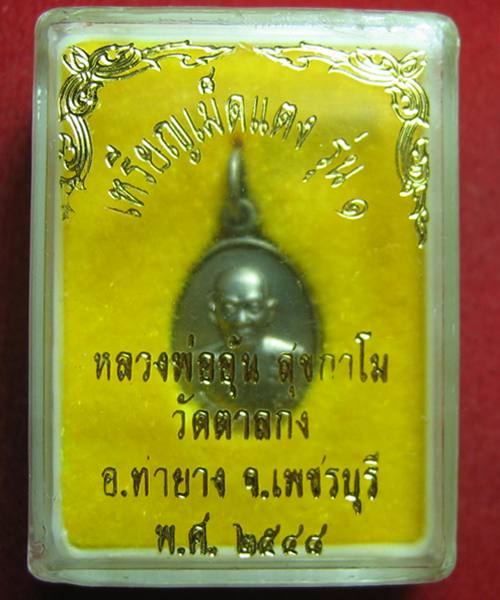 เหรียญเม็ดแตง รุ่น ๑
หลวงพ่ออุ้น สุขกาโม
วัดตาลกง
อ.ท่ายาง จ.เพชรบุรี
พ.ศ. ๒๕๔๘